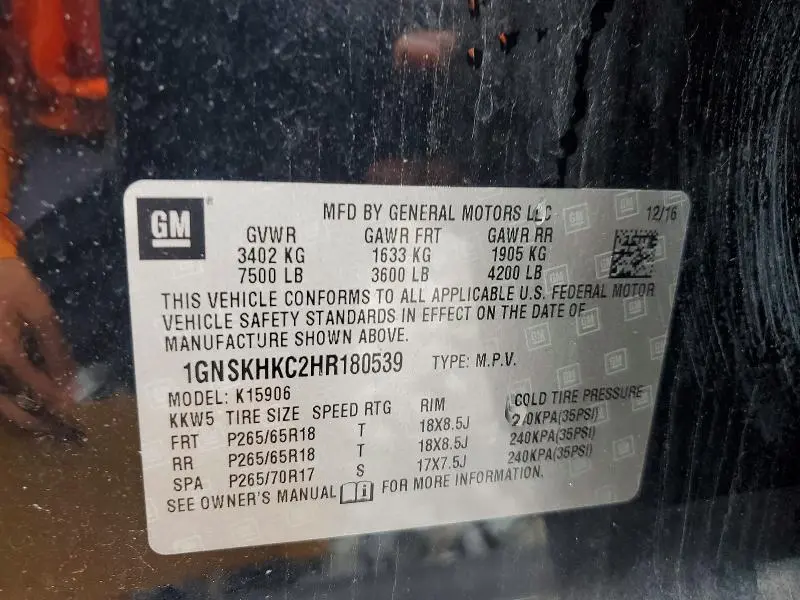 GM
MFD BY GENERAL MOTORS LLC 12/16
GVWR GAWR FRT GAWR RR
3402 KG 1633 KG 1905 KG
7500 LB 3600 LB 4200 LB
THIS VEHICLE CONFORMS TO ALL APPLICABLE U.S. FEDERAL MOTOR
VEHICLE SAFETY STANDARDS IN EFFECT ON THE DATE OF
MANUFACTURE SHOWN ABOVE.
1GNSKHKC2HR180539 TYPE: M.P.V.
MODEL: K15906
KKW5 TIRE SIZE SPEED RTG RIM COLD TIRE PRESSURE
FRT P265/65R18 T 18X8.5J 240KPA(35PSI)
RR P265/65R18 T 18X8.5J 240KPA(35PSI)
SPA P265/70R17 S 17X7.5J 240KPA(35PSI)
SEE OWNER'S MANUAL FOR MORE INFORMATION.